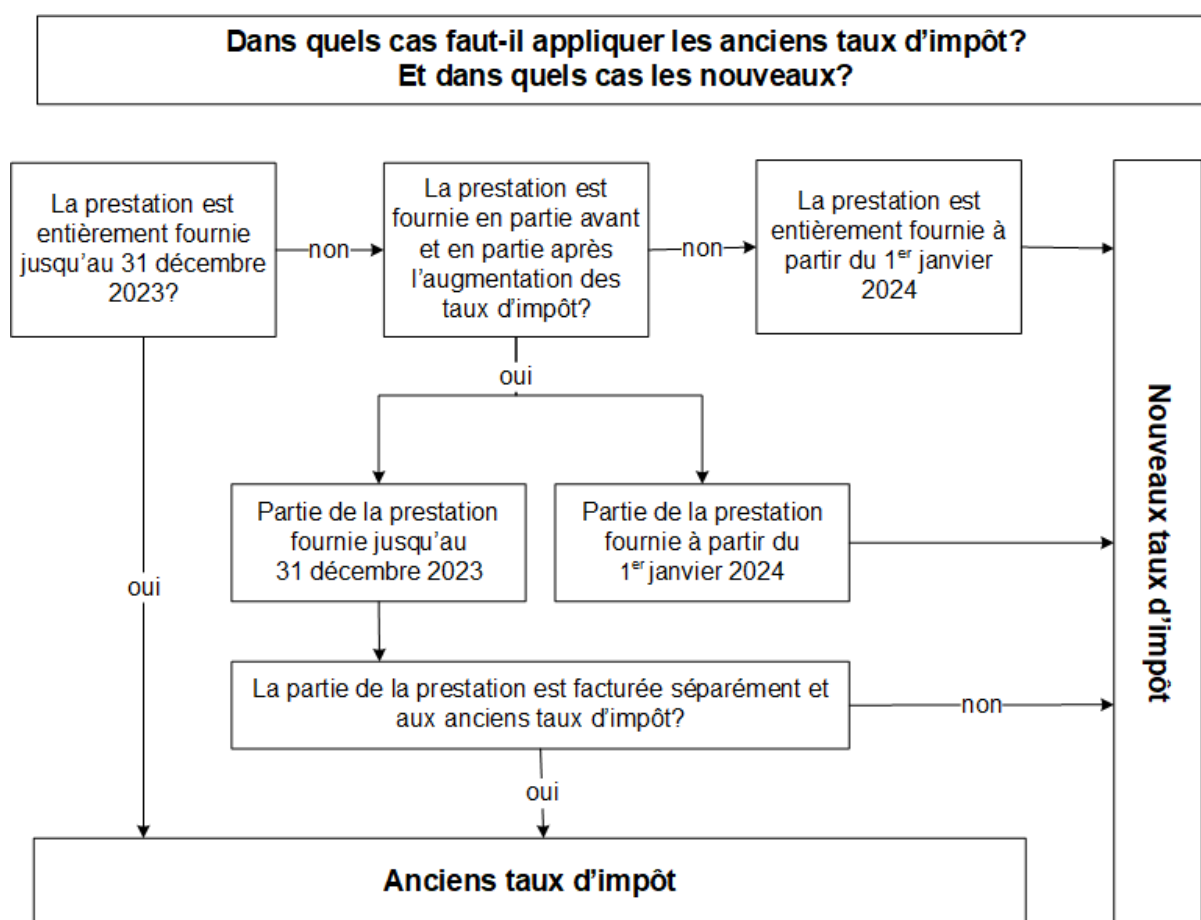 Dans quels cas faut-il appliquer les anciens taux d'impôt?
Et dans quels cas les nouveaux?
La prestation est
entièrement fournie
jusqu'au 31 décembre
2023?
non
La prestation est
fournie en partie avant
et en partie après
l'augmentation des
taux d'impôt?
non
La prestation est
entièrement fournie à
partir du 1er janvier
2024
oui
Partie de la prestation
fournie jusqu'au
31 décembre 2023
Partie de la prestation
fournie à partir du
1er janvier 2024
oui
La partie de la prestation est facturée séparément et
aux anciens taux d'impôt?
non
oui
Anciens taux d'impôt
Nouveaux taux d'impôt